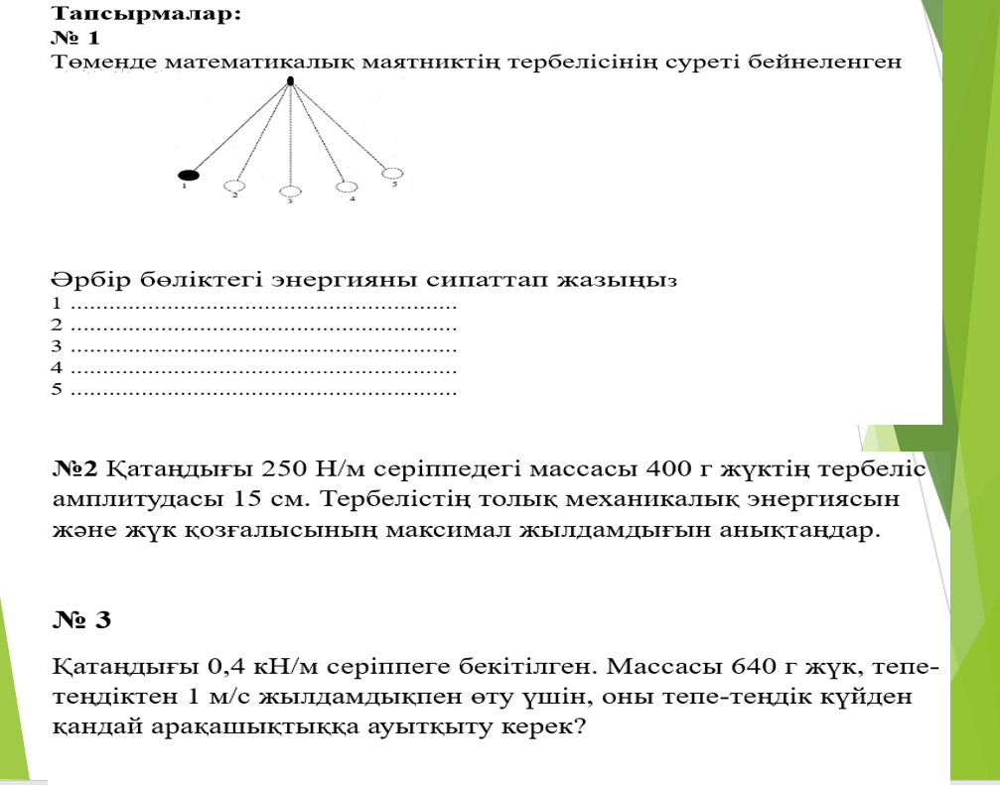 Тапсырмалар:
№ 1
Төменде математикалық маятниктің тербелісінің суреті бейнеленген
1
2
3
4
5
Әрбір бөліктегі энергияны сипаттап жазыңыз
1 ............................................................
2 ............................................................
3 ............................................................
4 ............................................................
5 ............................................................
№2 Қатаңдығы 250 Н/м серіппедегі массасы 400 г жүктің тербеліс
амплитудасы 15 см. Тербелістің толық механикалық энергиясын
және жүк қозғалысының максимал жылдамдығын анықтаңдар.
№ 3
Қатаңдығы 0,4 кН/м серіппеге бекітілген. Массасы 640 г жүк, тепе-
теңдіктен 1 м/с жылдамдықпен өту үшін, оны тепе-теңдік күйден
қандай арақашықтыққа ауытқыту керек?